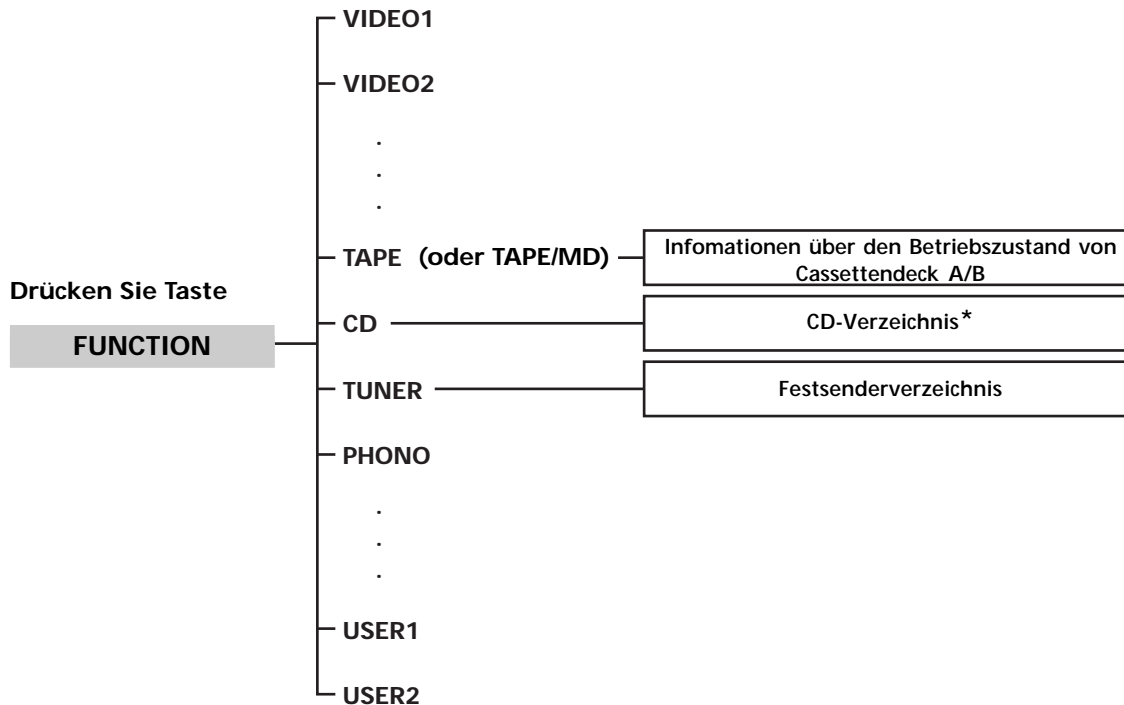 VIDEO1
VIDEO2
.
.
.
TAPE (oder TAPE/MD)
Infomationen über den Betriebszustand von
Cassettendeck A/B
Drücken Sie Taste
FUNCTION
CD
CD-Verzeichnis*
TUNER
Festsenderverzeichnis
PHONO
.
.
.
USER1
USER2